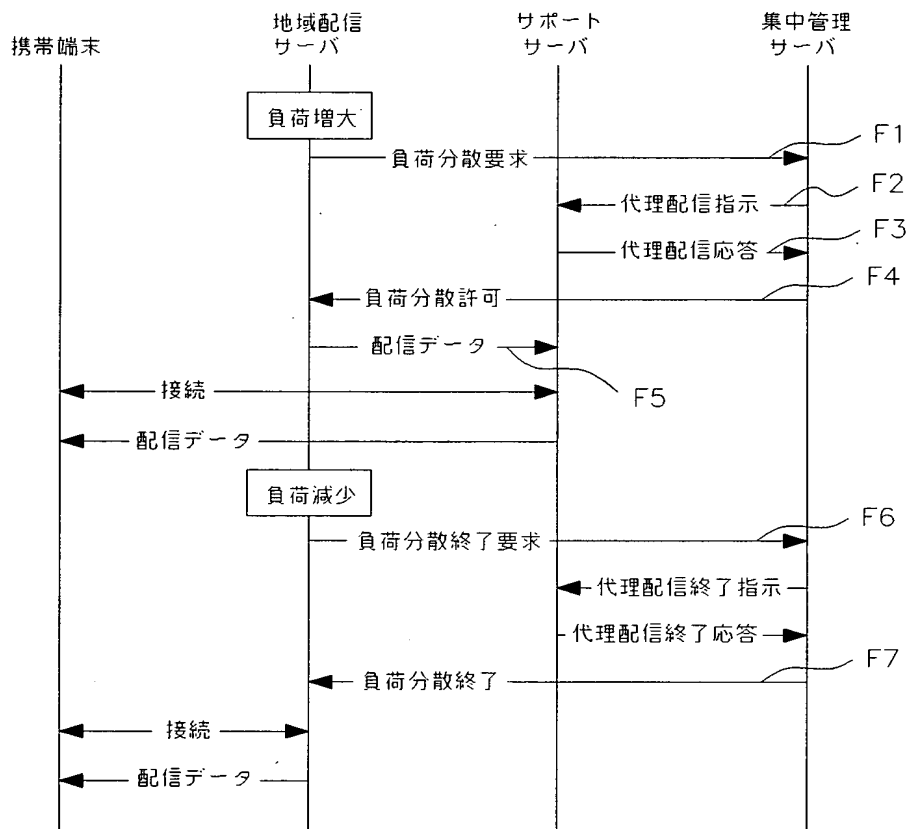 携帯端末
地域配信
サーバ
サポート
サーバ
集中管理
サーバ
負荷増大
F1
負荷分散要求
F2
代理配信指示
F3
代理配信応答
F4
負荷分散許可
配信データ
F5
接続
配信データ
負荷減少
F6
負荷分散終了要求
代理配信終了指示
代理配信終了応答
F7
負荷分散終了
接続
配信データ